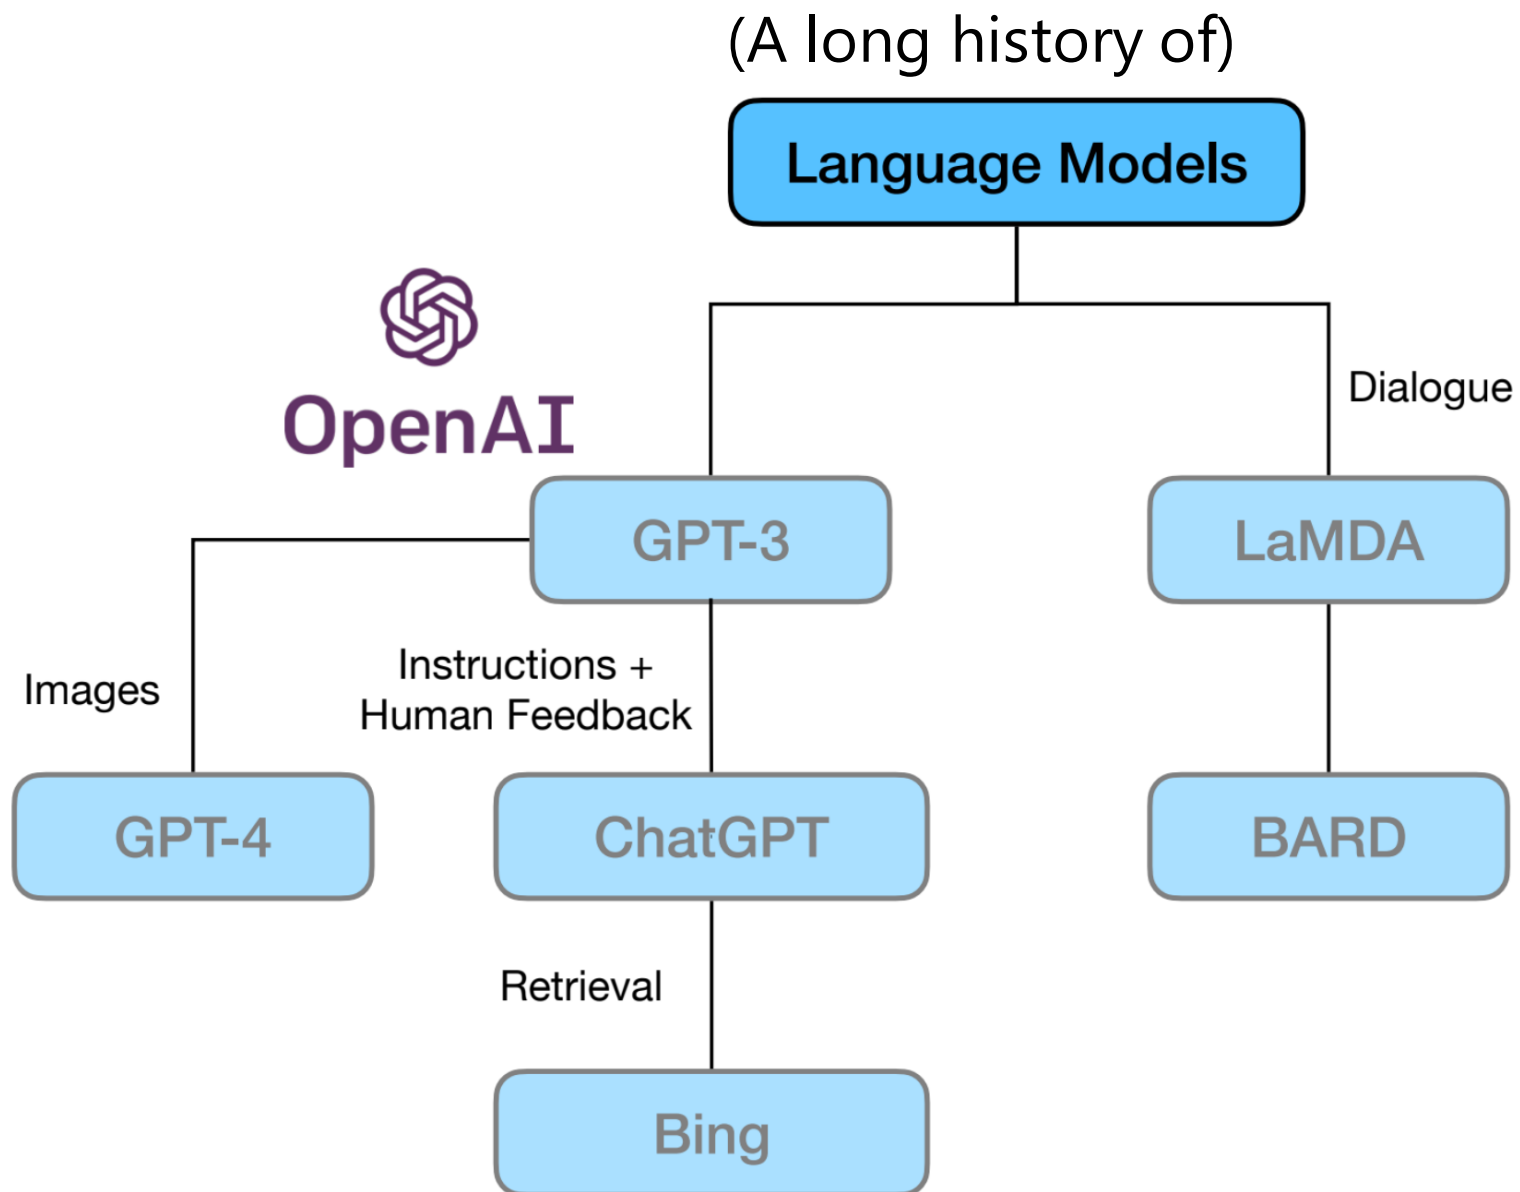 (A long history of)
Language Models
OpenAI
Dialogue
GPT-3
LaMDA
Images
Instructions +
Human Feedback
GPT-4
ChatGPT
BARD
Retrieval
Bing